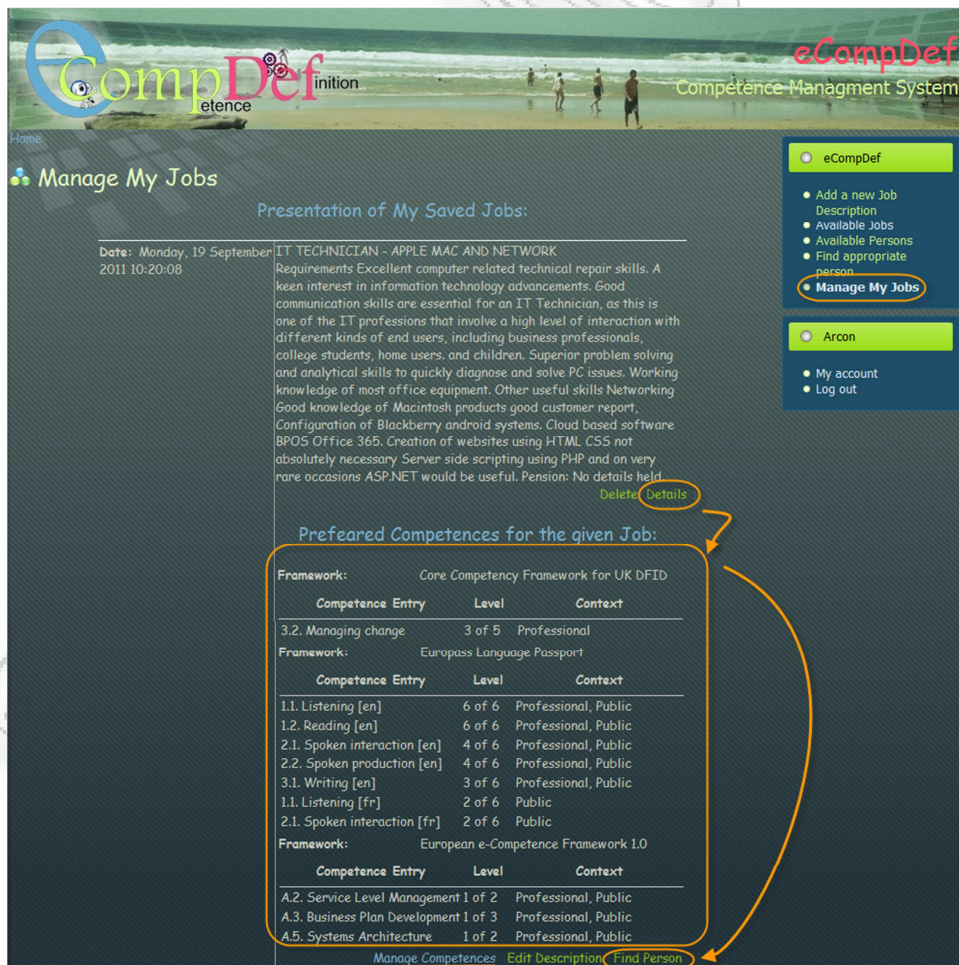 eCompDef
eCompetence Definition
Competence Managment System
Home
Manage My Jobs
Presentation of My Saved Jobs:
Date: Monday, 19 September
2011 10:20:08
IT TECHNICIAN - APPLE MAC AND NETWORK
Requirements Excellent computer related technical repair skills. A
keen interest in information technology advancements. Good
communication skills are essential for an IT Technician, as this is
one of the IT professions that involve a high level of interaction with
different kinds of end users, including business professionals,
college students, home users. and children. Superior problem solving
and analytical skills to quickly diagnose and solve PC issues. Working
knowledge of most office equipment. Other useful skills Networking
Good knowledge of Macintosh products good customer report,
Configuration of Blackberry android systems. Cloud based software
BPOS Office 365. Creation of websites using HTML CSS not
absolutely necessary Server side scripting using PHP and on very
rare occasions ASP.NET would be useful. Pension: No details held.
Delete Details
Prefeared Competences for the given Job:
Framework: Core Competency Framework for UK DFID
Competence Entry Level Context
3.2. Managing change 3 of 5 Professional
Framework: Europass Language Passport
Competence Entry Level Context
1.1. Listening [en] 6 of 6 Professional, Public
1.2. Reading [en] 6 of 6 Professional, Public
2.1. Spoken interaction [en] 4 of 6 Professional, Public
2.2. Spoken production [en] 4 of 6 Professional, Public
3.1. Writing [en] 3 of 6 Professional, Public
1.1. Listening [fr] 2 of 6 Public
2.1. Spoken interaction [fr] 2 of 6 Public
Framework: European e-Competence Framework 1.0
Competence Entry Level Context
A.2. Service Level Management 1 of 2 Professional, Public
A.3. Business Plan Development 1 of 3 Professional, Public
A.5. Systems Architecture 1 of 2 Professional, Public
Manage Competences Edit Description Find Person
eCompDef
Add a new Job
Description
Available Jobs
Available Persons
Find appropriate
person
Manage My Jobs
Arcon
My account
Log out